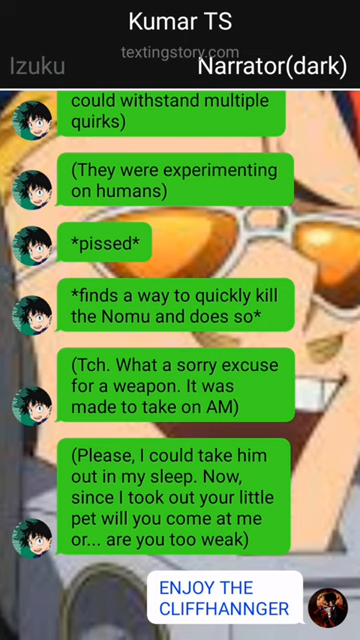 Kumar TS
textingstory.com
Izuku
Narrator(dark)
could withstand multiple
quirks)
(They were experimenting
on humans)
*pissed*
*finds a way to quickly kill
the Nomu and does so*
(Tch. What a sorry excuse
for a weapon. It was
made to take on AM)
(Please, I could take him
out in my sleep. Now,
since I took out your little
pet will you come at me
or... are you too weak)
ENJOY THE
CLIFFHANNGER